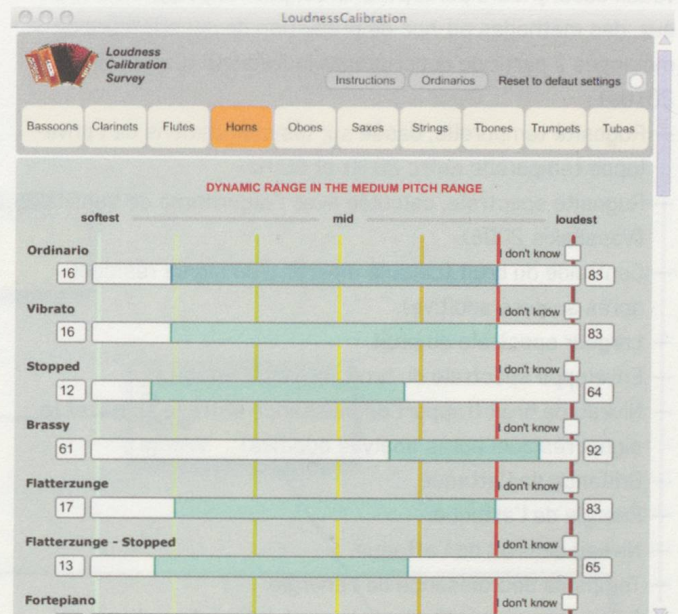 LoudnessCalibration
Loudness
Calibration
Survey
Instructions Ordinarios Reset to defaut settings
Bassoons Clarinets Flutes Horns Oboes Saxes Strings Tbones Trumpets Tubas
DYNAMIC RANGE IN THE MEDIUM PITCH RANGE
softest mid loudest
Ordinario
I don't know
16 83
Vibrato
I don't know
16 83
Stopped
I don't know
12 64
Brassy
I don't know
61 92
Flatterzunge
I don't know
17 83
Flatterzunge - Stopped
I don't know
13 65
Fortepiano
I don't know